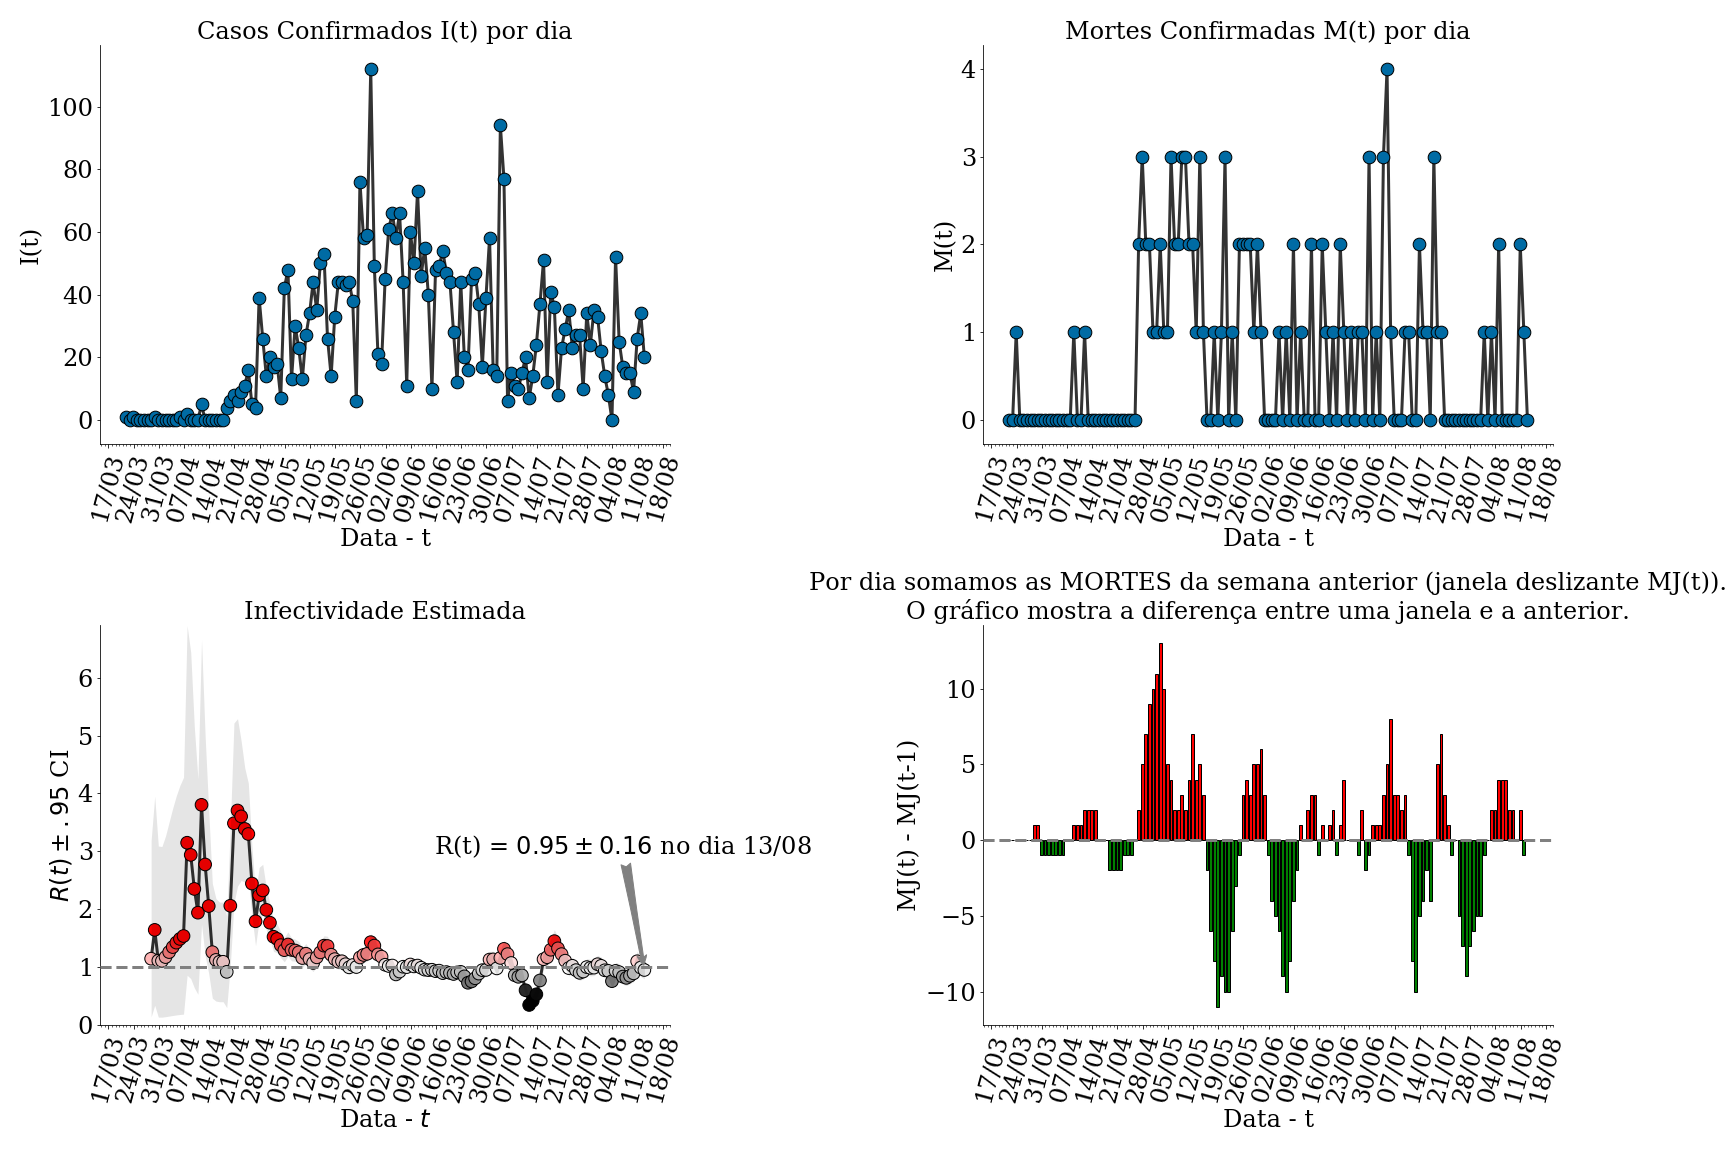 Casos Confirmados I(t) por dia
I(t)
100
80
60
40
20
0
17/03 24/03 31/03 07/04 14/04 21/04 28/04 05/05 12/05 19/05 26/05 02/06 09/06 16/06 23/06 30/06 07/07 14/07 21/07 28/07 04/08 11/08 18/08
Data - t
Mortes Confirmadas M(t) por dia
M(t)
4
3
2
1
0
17/03 24/03 31/03 07/04 14/04 21/04 28/04 05/05 12/05 19/05 26/05 02/06 09/06 16/06 23/06 30/06 07/07 14/07 21/07 28/07 04/08 11/08 18/08
Data - t
Infectividade Estimada
R(t) ± .95 CI
6
5
4
3
2
1
0
R(t) = 0.95 ± 0.16 no dia 13/08
17/03 24/03 31/03 07/04 14/04 21/04 28/04 05/05 12/05 19/05 26/05 02/06 09/06 16/06 23/06 30/06 07/07 14/07 21/07 28/07 04/08 11/08 18/08
Data - t
Por dia somamos as MORTES da semana anterior (janela deslizante MJ(t)).
O gráfico mostra a diferença entre uma janela e a anterior.
MJ(t) - MJ(t-1)
10
5
0
−5
−10
17/03 24/03 31/03 07/04 14/04 21/04 28/04 05/05 12/05 19/05 26/05 02/06 09/06 16/06 23/06 30/06 07/07 14/07 21/07 28/07 04/08 11/08 18/08
Data - t